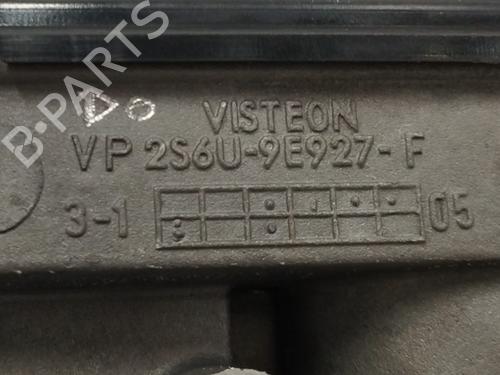 B-PARTS
VISTEON
VP 2S6U-9E927-F
3-1 05